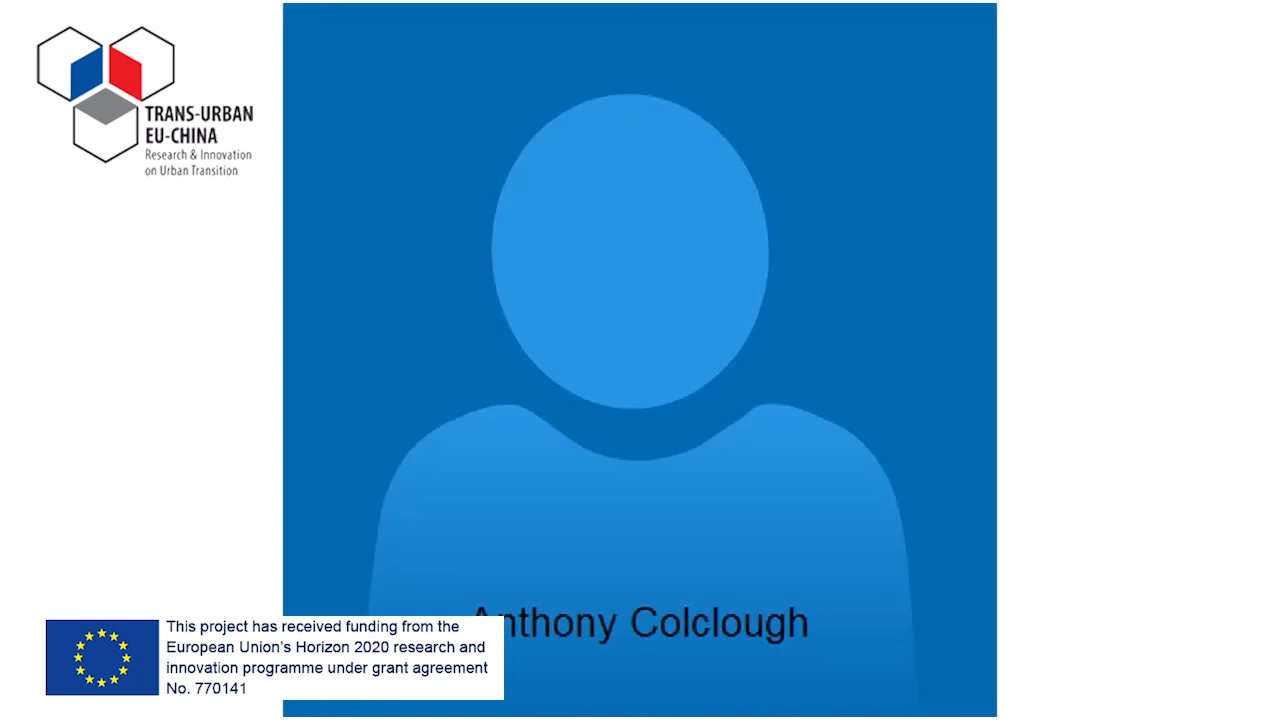 TRANS-URBAN
EU-CHINA
Research & Innovation
on Urban Transition
Anthony Colclough
This project has received funding from the
European Union's Horizon 2020 research and
innovation programme under grant agreement
No. 770141